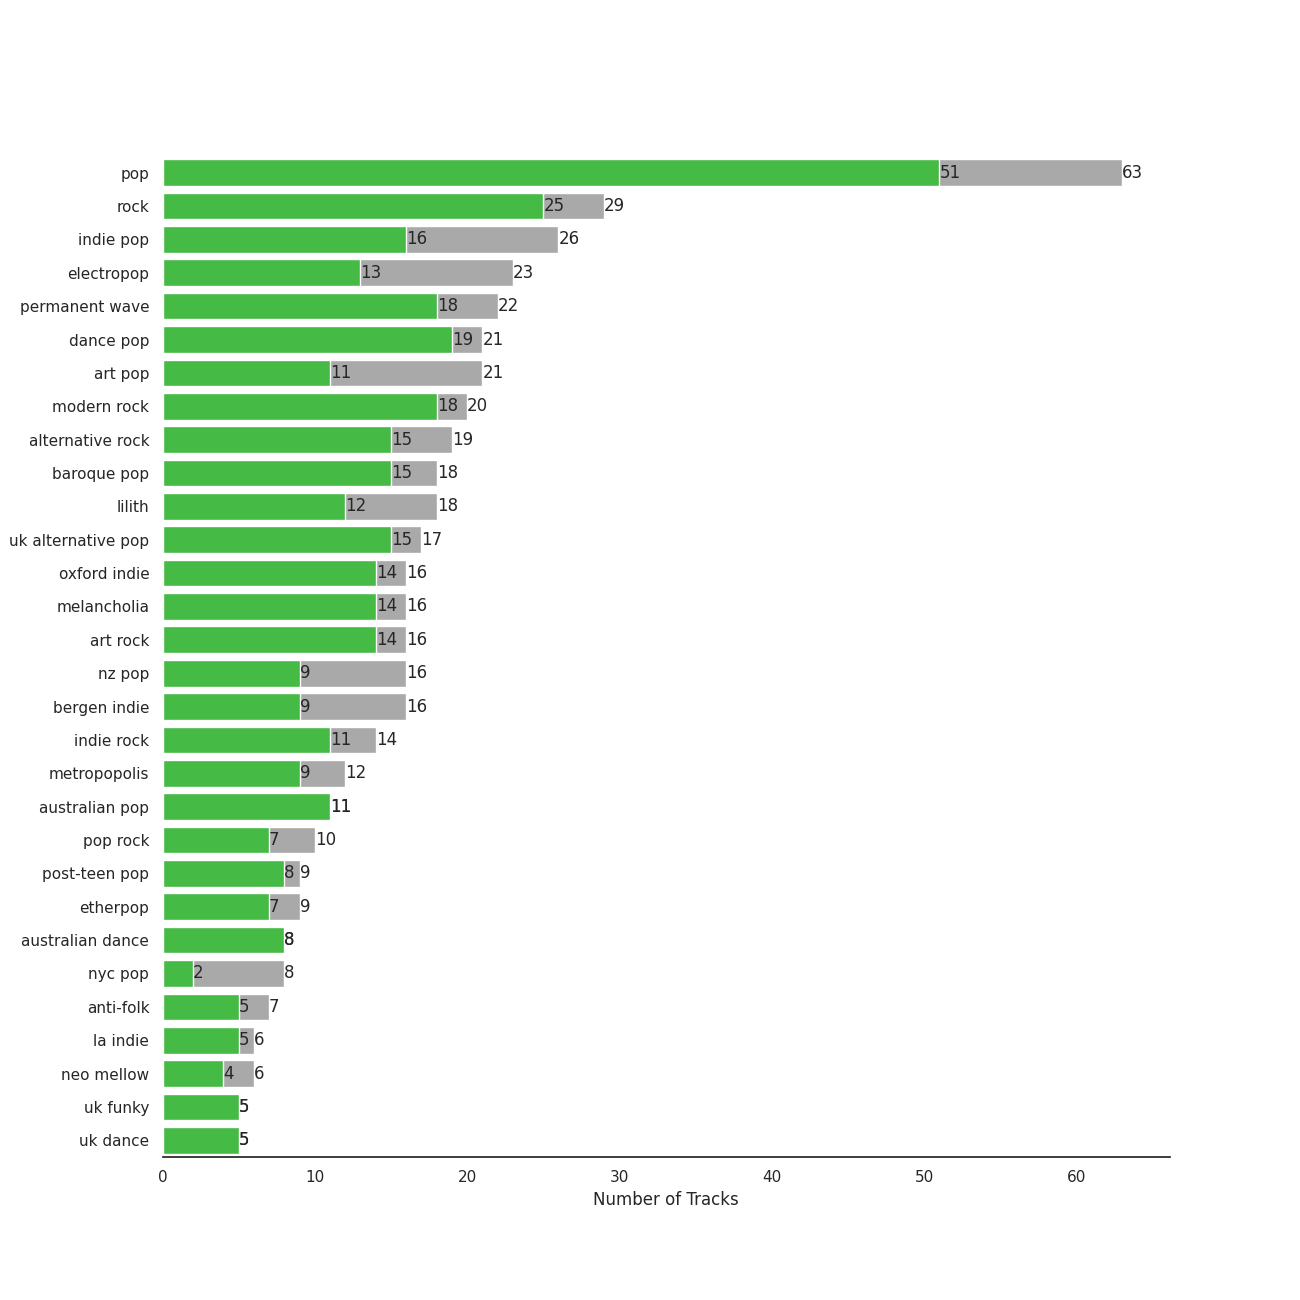 pop 51 63
rock 25 29
indie pop 16 26
electropop 13 23
permanent wave 18 22
dance pop 19 21
art pop 11 21
modern rock 18 20
alternative rock 15 19
baroque pop 15 18
lilith 12 18
uk alternative pop 15 17
oxford indie 14 16
melancholia 14 16
art rock 14 16
nz pop 9 16
bergen indie 9 16
indie rock 11 14
metropopolis 9 12
australian pop 11
pop rock 7 10
post-teen pop 8 9
etherpop 7 9
australian dance 8
nyc pop 2 8
anti-folk 5 7
la indie 5 6
neo mellow 4 6
uk funky 5
uk dance 5
0 10 20 30 40 50 60
Number of Tracks